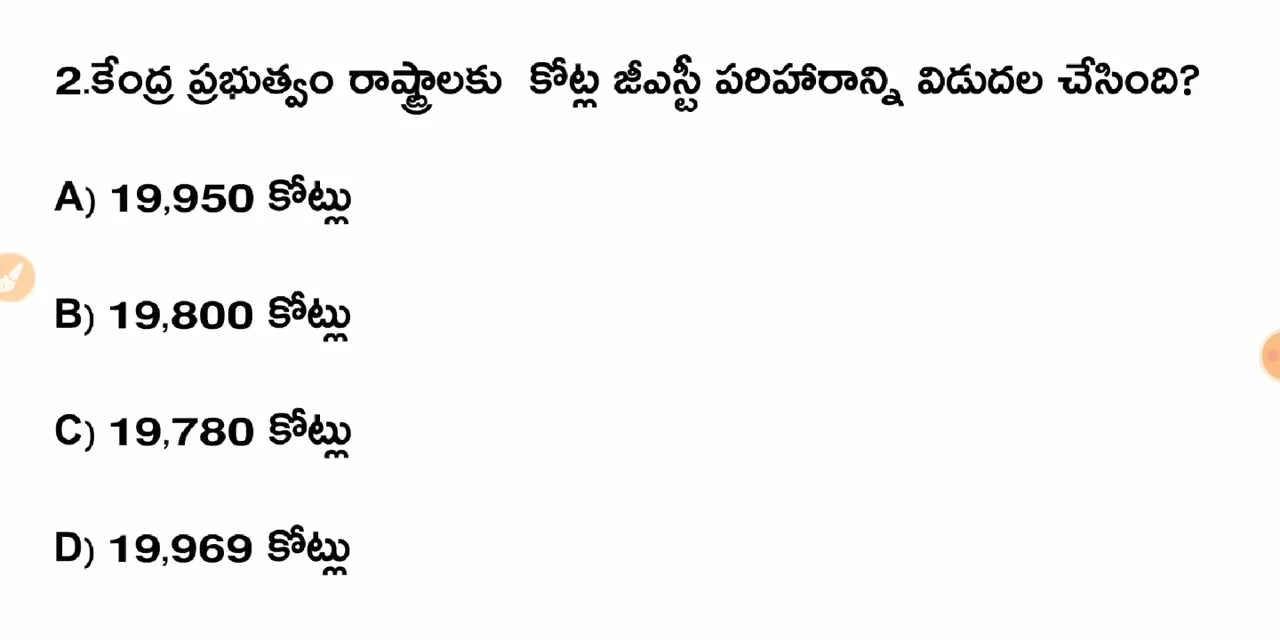 2.కేంద్ర ప్రభుత్వం రాష్ట్రాలకు  కోట్ల జీఎస్టీ పరిహారాన్ని విడుదల చేసింది?
A) 19,950 కోట్లు
B) 19,800 కోట్లు
C) 19,780 కోట్లు
D) 19,969 కోట్లు